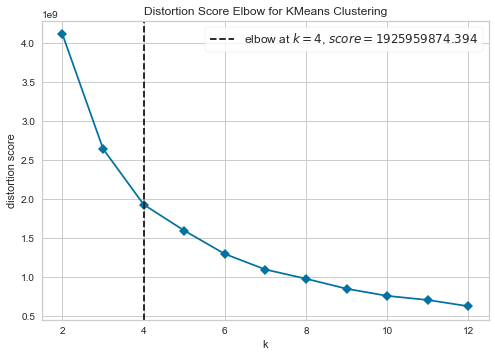 Distortion Score Elbow for KMeans Clustering
1e9
elbow at k = 4, score = 1925959874.394
4.0
3.5
3.0
2.5
2.0
1.5
1.0
0.5
distortion score
2
4
6
8
10
12
k